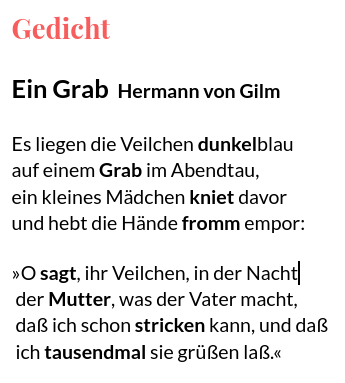 Gedicht
Ein Grab Hermann von Gilm
Es liegen die Veilchen dunkelblau
auf einem Grab im Abendtau,
ein kleines Mädchen kniet davor
und hebt die Hände fromm empor:
»O sagt, ihr Veilchen, in der Nacht
der Mutter, was der Vater macht,
daß ich schon stricken kann, und daß
ich tausendmal sie grüßen laß.«